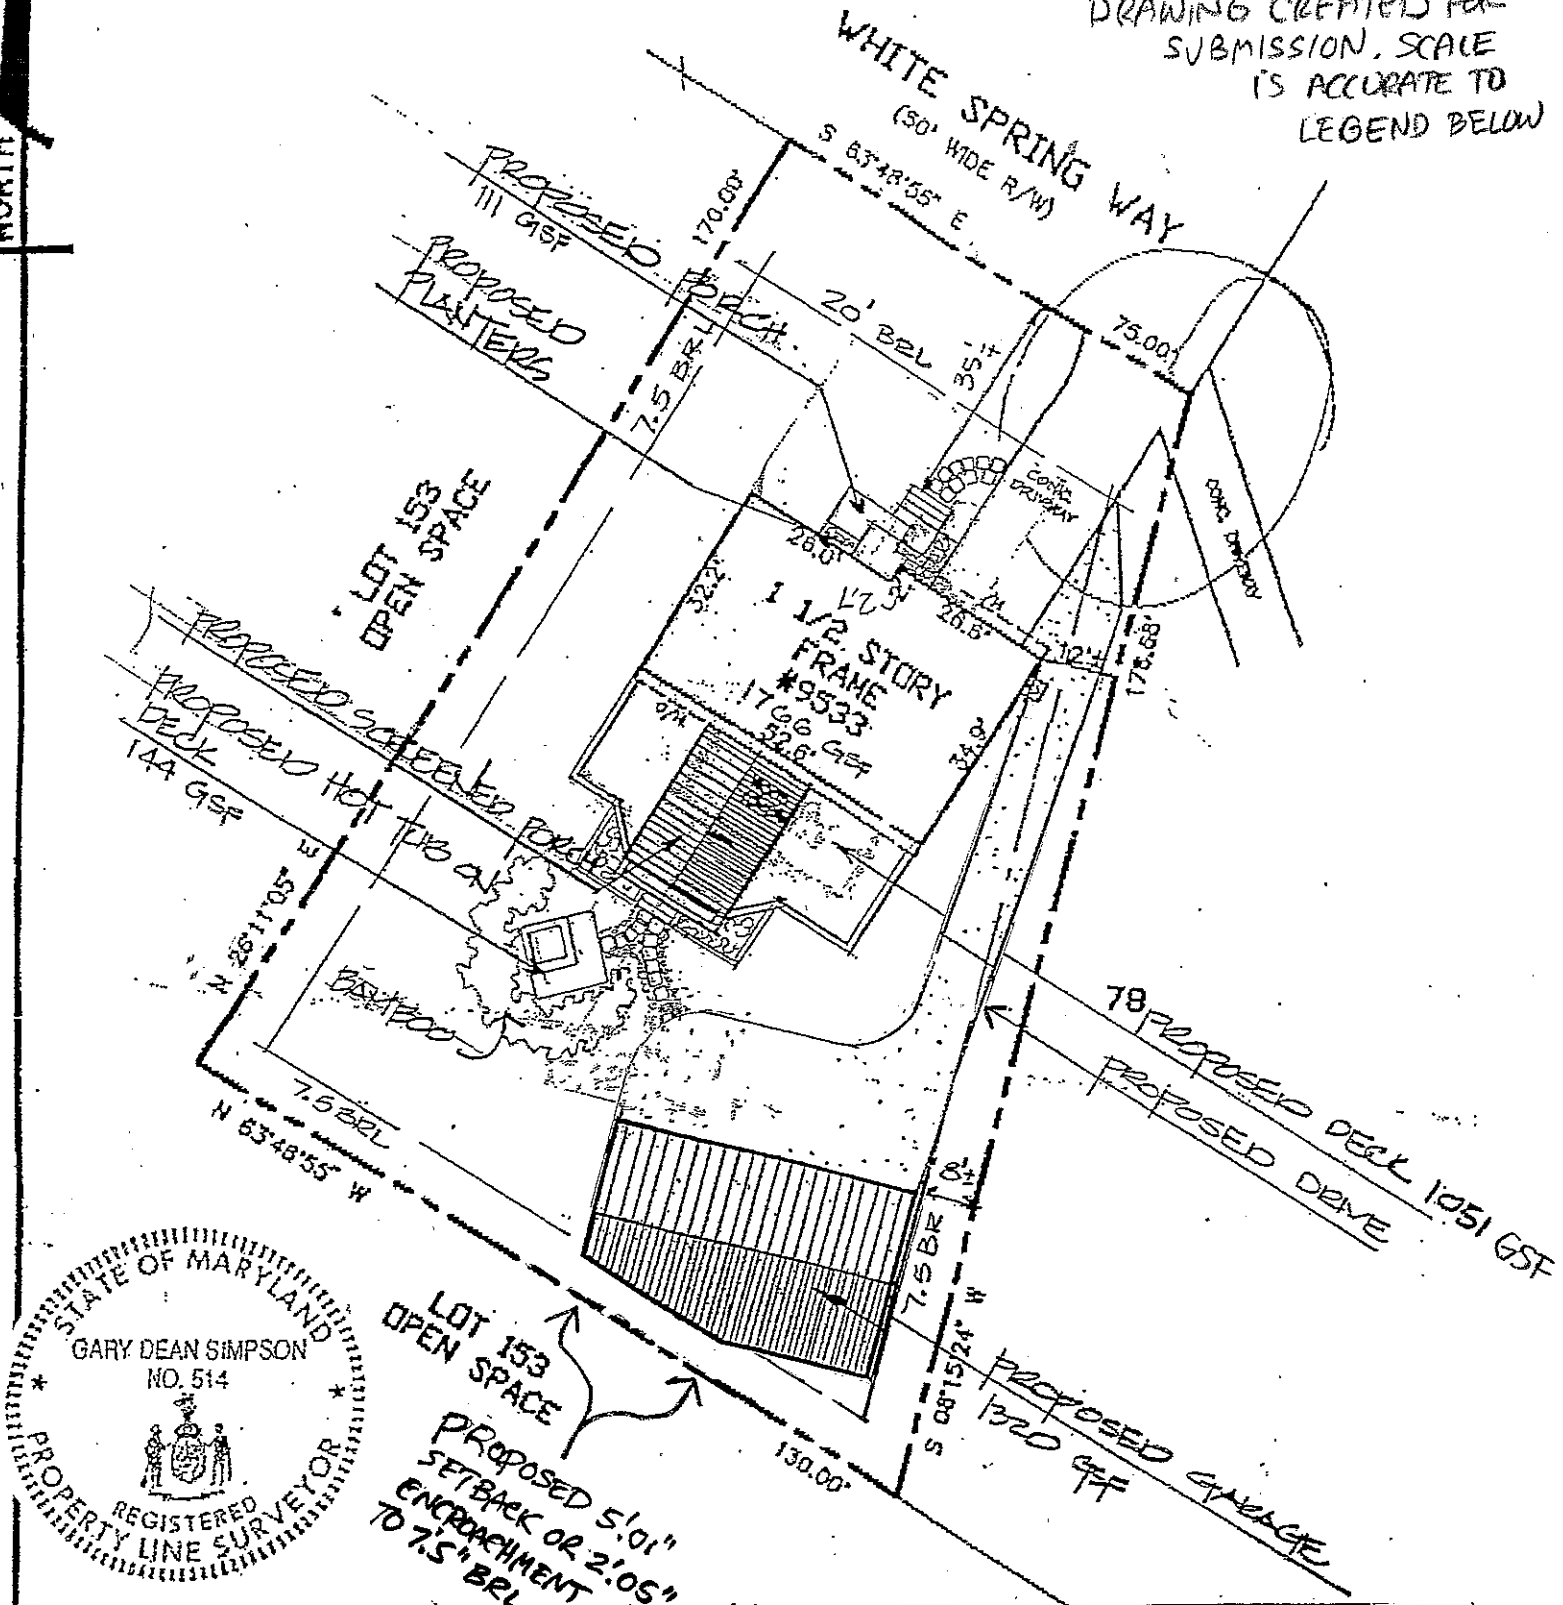 DRAWING CREATED FOR
SUBMISSION. SCALE
IS ACCURATE TO
LEGEND BELOW
NORTH
WHITE SPRING WAY
(50' WIDE R/W)
S 63°48'55" E
170.00'
75.00'
PROPOSED PORCH
111 GSF
PROPOSED
PLANTERS
20' BRL
35'±
7.5 BRL
CONC.
DRIVEWAY
CONC. DRIVEWAY
LOT 153
OPEN SPACE
26.0'
32.2'
26.6'
12'±
175.68'
1 1/2 STORY
FRAME
#9533
1766 GSF
52.6'
34.9'
PROPOSED SCREENED PORCH
PROPOSED HOT TUB ON
DECK
144 GSF
N 26°11'05" E
BAMBOO
78 PROPOSED DECK 1051 GSF
PROPOSED DRIVE
7.5 BRL
N 63°48'55" W
8'±
7.5 BR
S 08°15'24" W
LOT 153
OPEN SPACE
130.00'
PROPOSED GARAGE
1320 GSF
PROPOSED 5'.01"
SETBACK OR 2'.05"
ENCROACHMENT
TO 7'.5" BRL
STATE OF MARYLAND
GARY DEAN SIMPSON
NO. 514
REGISTERED
PROPERTY LINE SURVEYOR